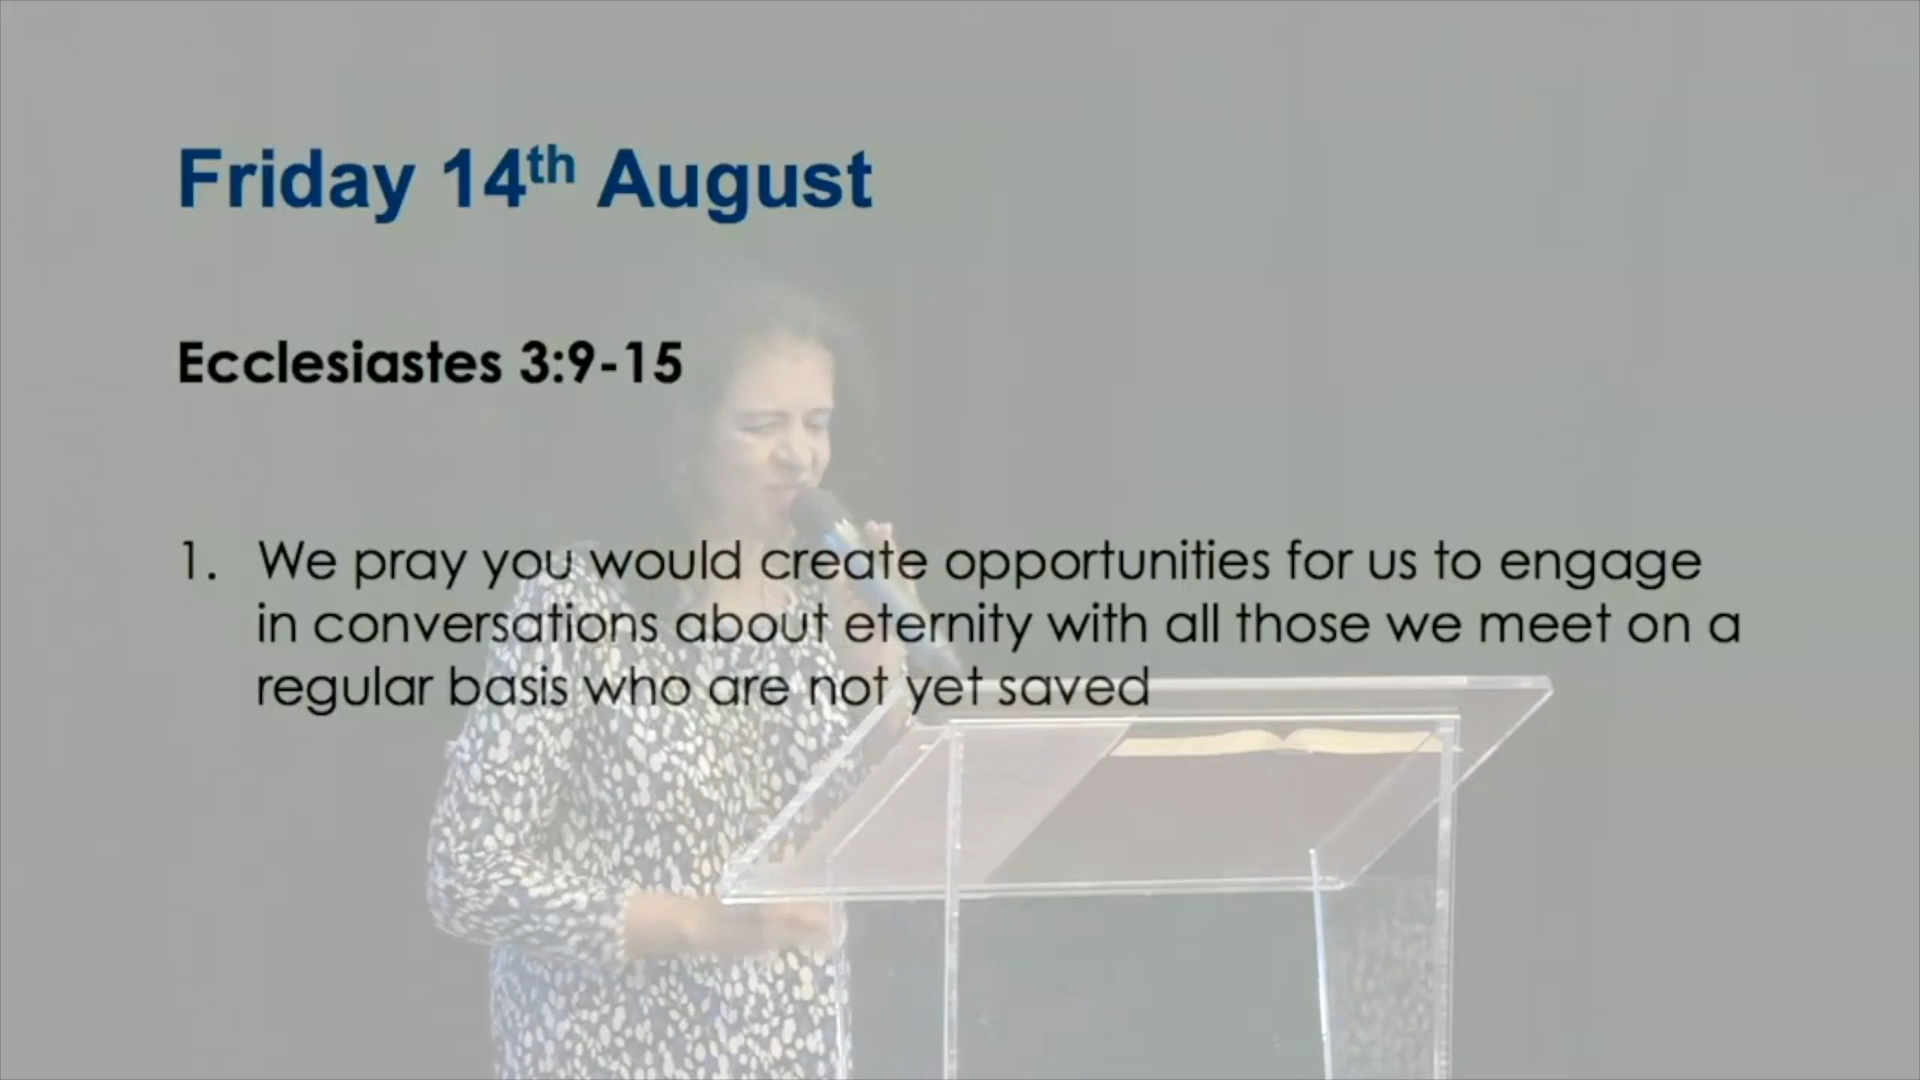 Friday 14th August
Ecclesiastes 3:9-15
1. We pray you would create opportunities for us to engage
in conversations about eternity with all those we meet on a
regular basis who are not yet saved